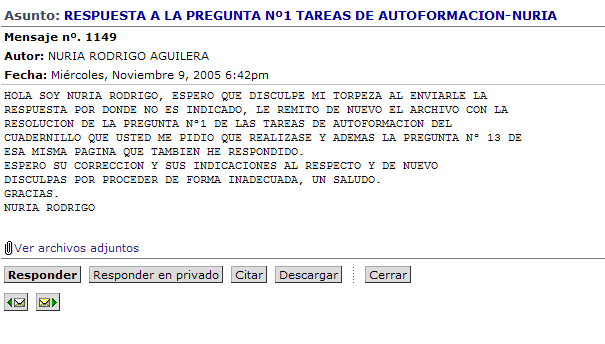 Asunto: RESPUESTA A LA PREGUNTA Nº1 TAREAS DE AUTOFORMACION-NURIA
Mensaje nº. 1149
Autor: NURIA RODRIGO AGUILERA
Fecha: Miércoles, Noviembre 9, 2005 6:42pm
HOLA SOY NURIA RODRIGO, ESPERO QUE DISCULPE MI TORPEZA AL ENVIARLE LA
RESPUESTA POR DONDE NO ES INDICADO, LE REMITO DE NUEVO EL ARCHIVO CON LA
RESOLUCION DE LA PREGUNTA Nº1 DE LAS TAREAS DE AUTOFORMACION DEL
CUADERNILLO QUE USTED ME PIDIO QUE REALIZASE Y ADEMAS LA PREGUNTA Nº 13 DE
ESA MISMA PAGINA QUE TAMBIEN HE RESPONDIDO.
ESPERO SU CORRECCION Y SUS INDICACIONES AL RESPECTO Y DE NUEVO
DISCULPAS POR PROCEDER DE FORMA INADECUADA, UN SALUDO.
GRACIAS.
NURIA RODRIGO
Ver archivos adjuntos
Responder Responder en privado Citar Descargar Cerrar